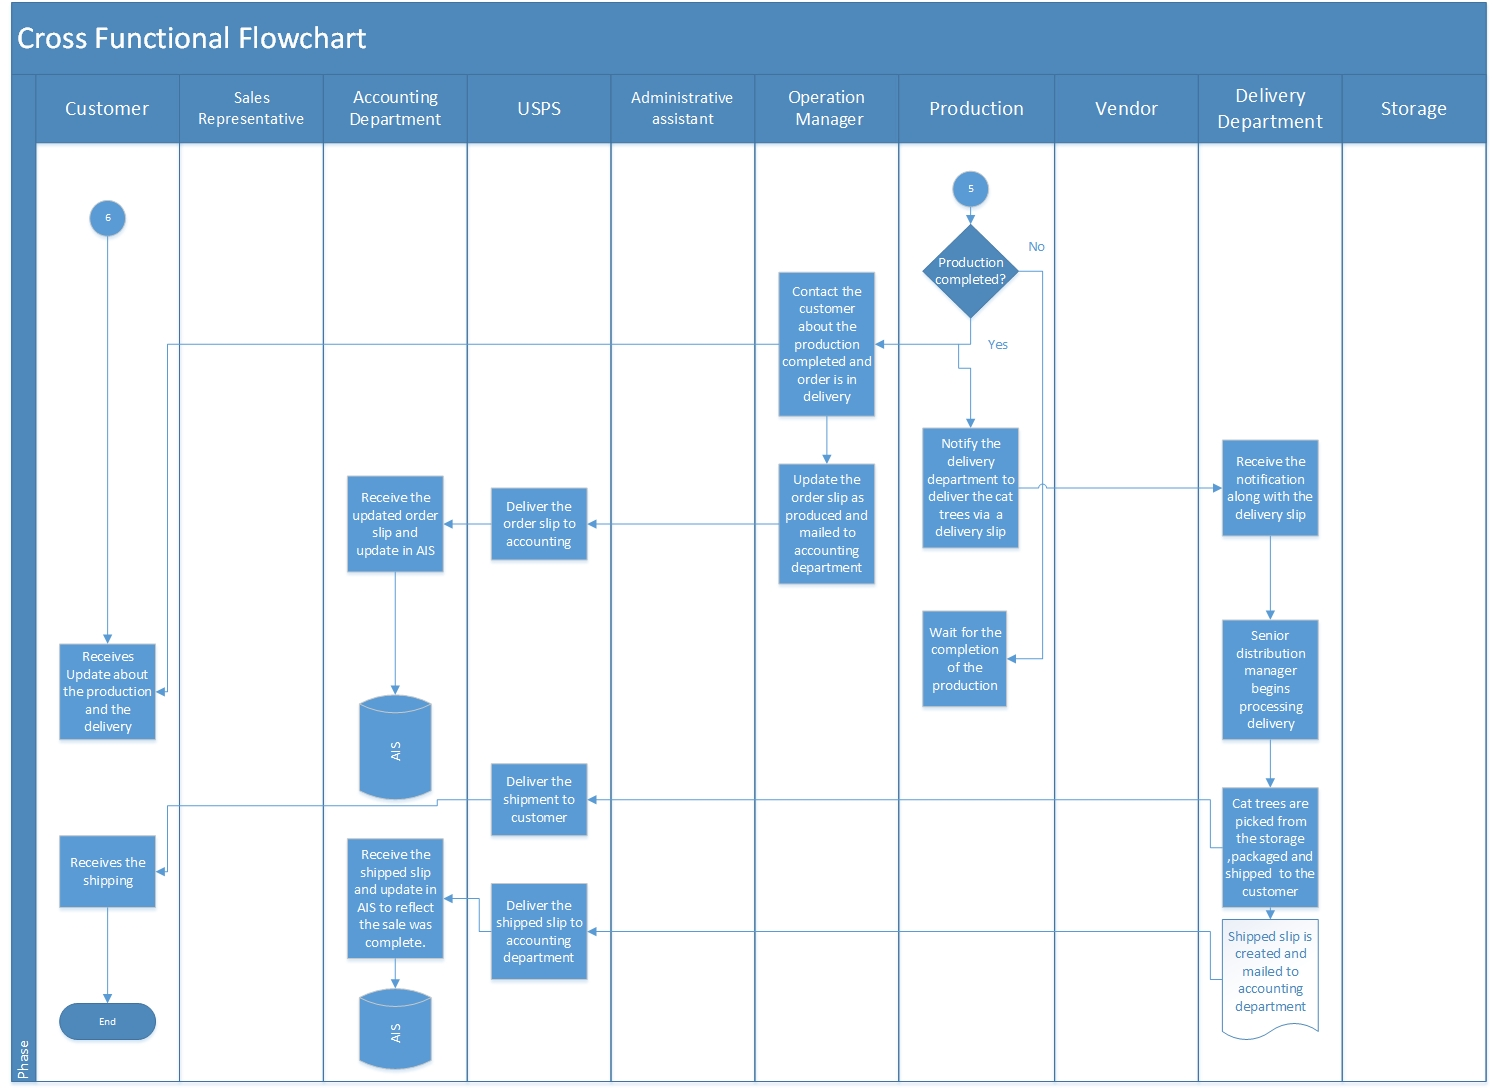 Cross Functional Flowchart
Customer
Sales
Representative
Accounting
Department
USPS
Administrative
assistant
Operation
Manager
Production
Vendor
Delivery
Department
Storage
Phase
6
5
Production
completed?
No
Yes
Contact the
customer
about the
production
completed and
order is in
delivery
Notify the
delivery
department to
deliver the cat
trees via  a
delivery slip
Receive the
notification
along with the
delivery slip
Update the
order slip as
produced and
mailed to
accounting
department
Deliver the
order slip to
accounting
Receive the
updated order
slip and
update in AIS
AIS
Wait for the
completion
of the
production
Senior
distribution
manager
begins
processing
delivery
Receives
Update about
the production
and the
delivery
Cat trees are
picked from
the storage
,packaged and
shipped  to the
customer
Deliver the
shipment to
customer
Receives the
shipping
Shipped slip is
created and
mailed to
accounting
department
Deliver the
shipped slip to
accounting
department
Receive the
shipped slip
and update in
AIS to reflect
the sale was
complete.
AIS
End